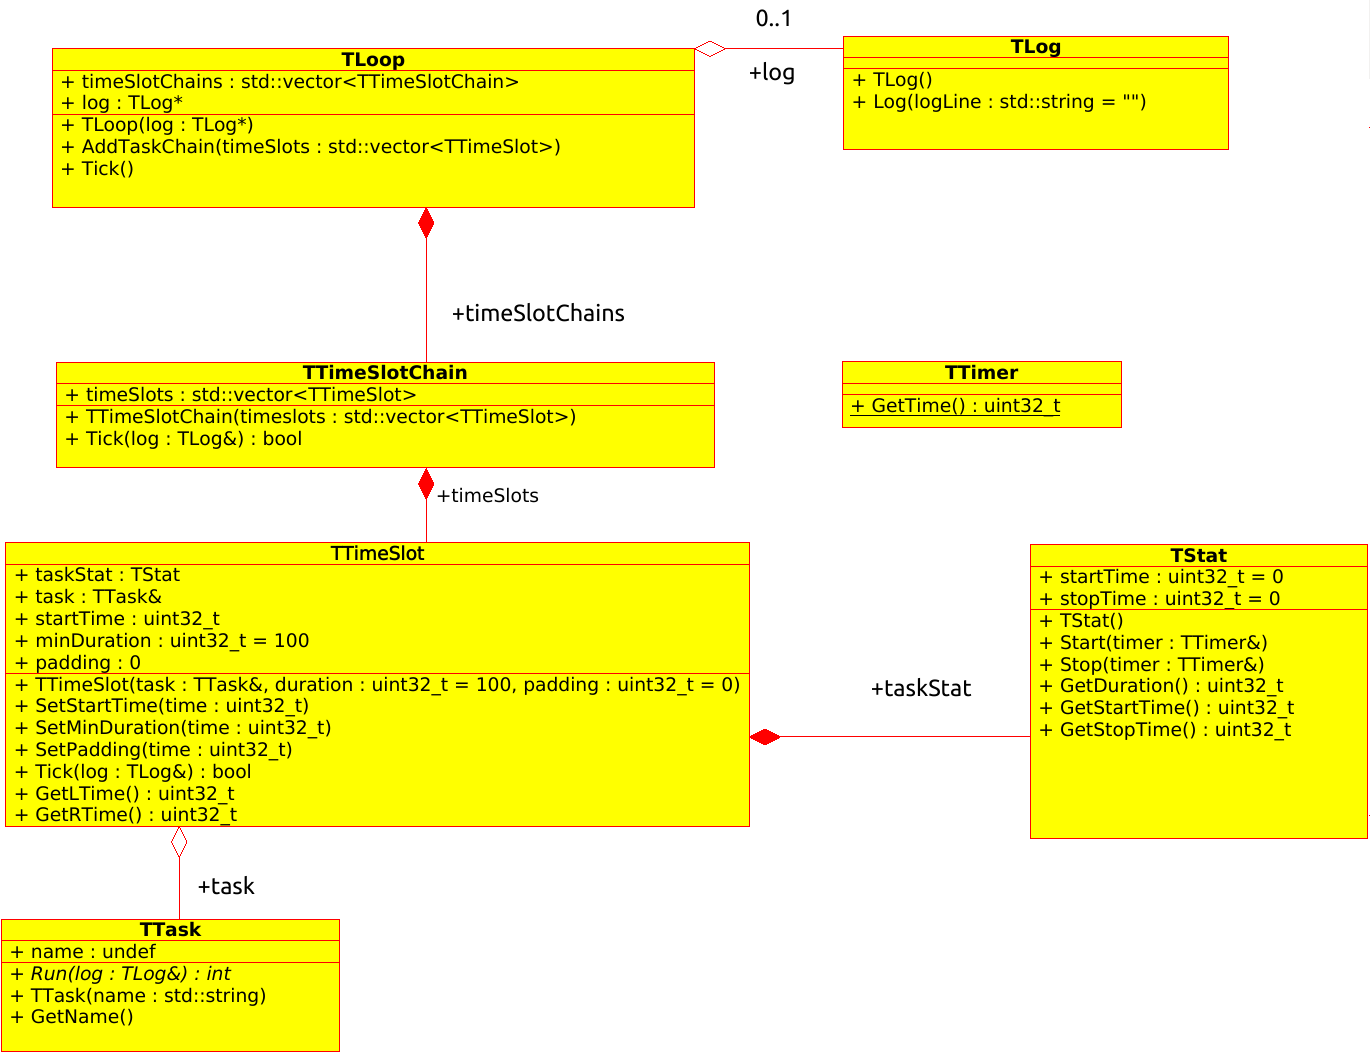 0..1
TLoop
+ timeSlotChains : std::vector<TTimeSlotChain>
+ log : TLog*
+ TLoop(log : TLog*)
+ AddTaskChain(timeSlots : std::vector<TTimeSlot>)
+ Tick()
+log
TLog
+ TLog()
+ Log(logLine : std::string = "")
+timeSlotChains
TTimeSlotChain
+ timeSlots : std::vector<TTimeSlot>
+ TTimeSlotChain(timeslots : std::vector<TTimeSlot>)
+ Tick(log : TLog&) : bool
TTimer
+ GetTime() : uint32_t
+timeSlots
TTimeSlot
+ taskStat : TStat
+ task : TTask&
+ startTime : uint32_t
+ minDuration : uint32_t = 100
+ padding : 0
+ TTimeSlot(task : TTask&, duration : uint32_t = 100, padding : uint32_t = 0)
+ SetStartTime(time : uint32_t)
+ SetMinDuration(time : uint32_t)
+ SetPadding(time : uint32_t)
+ Tick(log : TLog&) : bool
+ GetLTime() : uint32_t
+ GetRTime() : uint32_t
+taskStat
TStat
+ startTime : uint32_t = 0
+ stopTime : uint32_t = 0
+ TStat()
+ Start(timer : TTimer&)
+ Stop(timer : TTimer&)
+ GetDuration() : uint32_t
+ GetStartTime() : uint32_t
+ GetStopTime() : uint32_t
+task
TTask
+ name : undef
+ Run(log : TLog&) : int
+ TTask(name : std::string)
+ GetName()